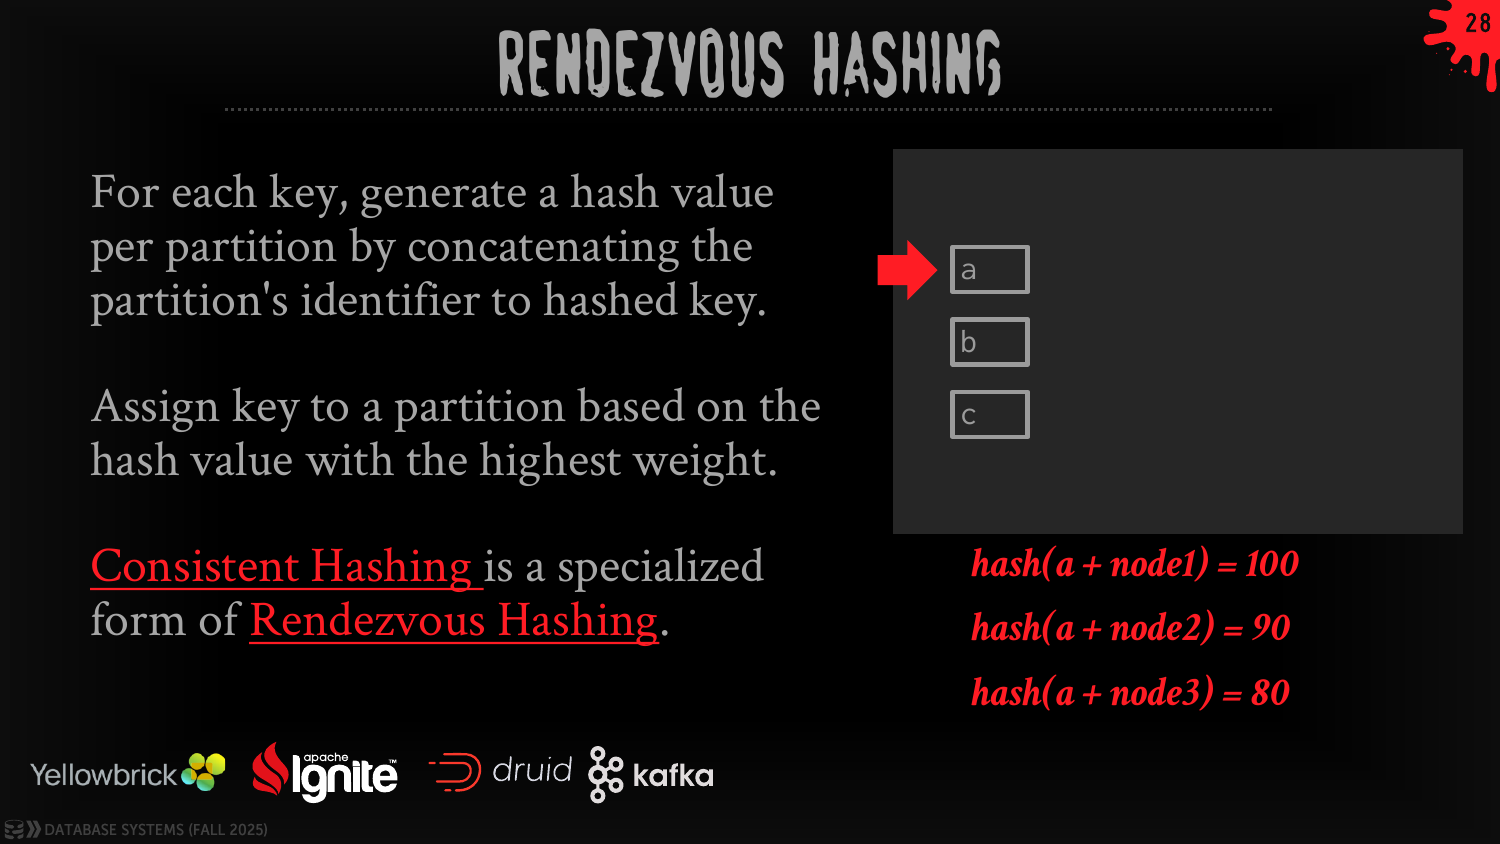 28
RENDEZVOUS HASHING
For each key, generate a hash value
per partition by concatenating the
partition's identifier to hashed key.
Assign key to a partition based on the
hash value with the highest weight.
Consistent Hashing is a specialized
form of Rendezvous Hashing.
a
b
c
hash(a + node1) = 100
hash(a + node2) = 90
hash(a + node3) = 80
Yellowbrick
apache
Ignite™
druid
kafka
DATABASE SYSTEMS (FALL 2025)